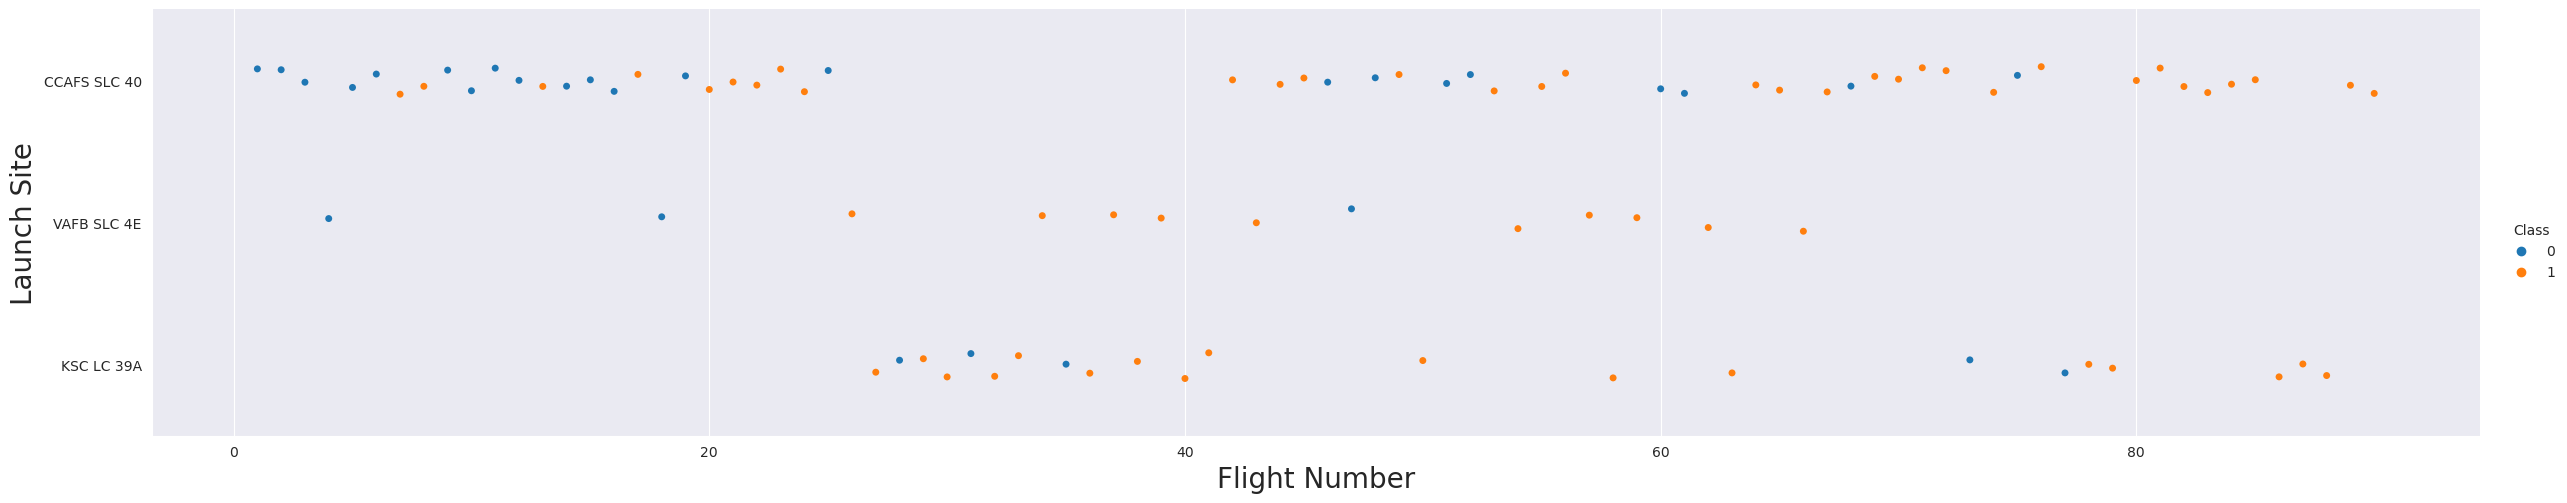 Launch Site
CCAFS SLC 40
VAFB SLC 4E
KSC LC 39A
0 20 40 60 80
Flight Number
Class
0
1